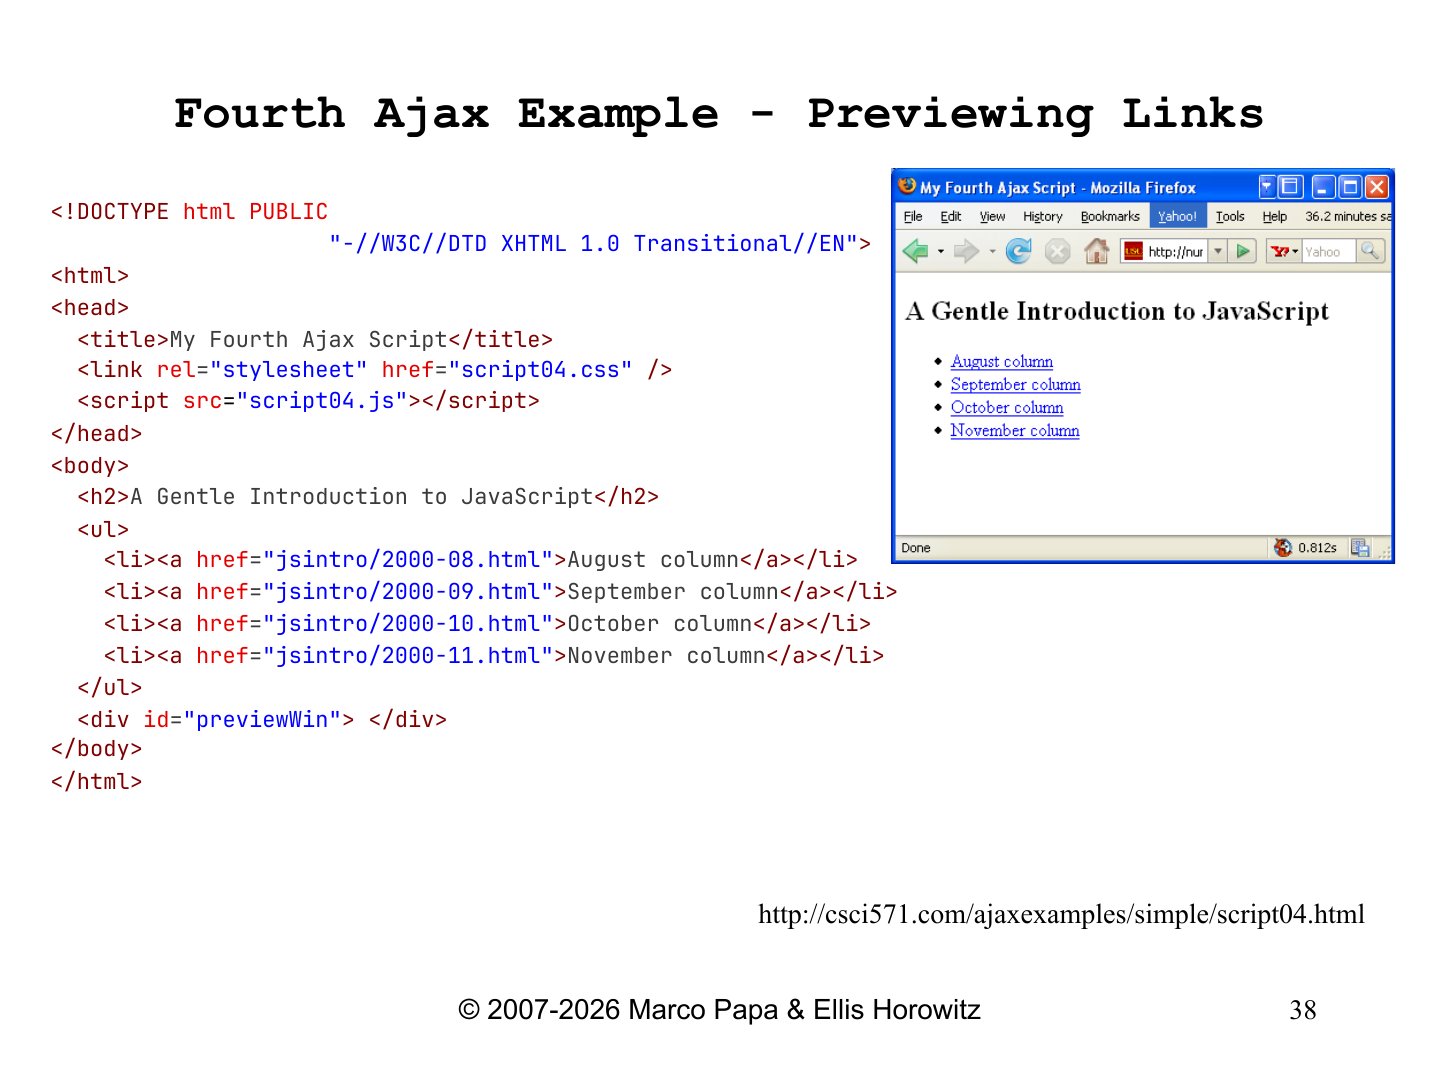 Fourth Ajax Example - Previewing Links
<!DOCTYPE html PUBLIC
"-//W3C//DTD XHTML 1.0 Transitional//EN">
<html>
<head>
<title>My Fourth Ajax Script</title>
<link rel="stylesheet" href="script04.css" />
<script src="script04.js"></script>
</head>
<body>
<h2>A Gentle Introduction to JavaScript</h2>
<ul>
<li><a href="jsintro/2000-08.html">August column</a></li>
<li><a href="jsintro/2000-09.html">September column</a></li>
<li><a href="jsintro/2000-10.html">October column</a></li>
<li><a href="jsintro/2000-11.html">November column</a></li>
</ul>
<div id="previewWin"> </div>
</body>
</html>
My Fourth Ajax Script - Mozilla Firefox
File Edit View History Bookmarks Yahoo! Tools Help 36.2 minutes sa
USC http://nur Y! Yahoo
A Gentle Introduction to JavaScript
August column
September column
October column
November column
Done 0.812s
http://csci571.com/ajaxexamples/simple/script04.html
© 2007-2026 Marco Papa & Ellis Horowitz 38